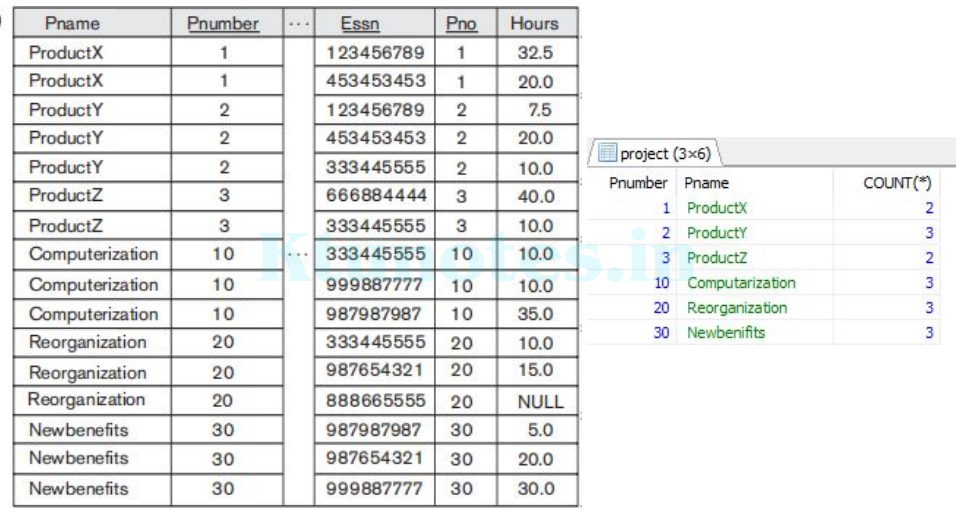 Pname Pnumber ... Essn Pno Hours
ProductX 1 123456789 1 32.5
ProductX 1 453453453 1 20.0
ProductY 2 123456789 2 7.5
ProductY 2 453453453 2 20.0
ProductY 2 333445555 2 10.0
ProductZ 3 666884444 3 40.0
ProductZ 3 333445555 3 10.0
Computerization 10 ... 333445555 10 10.0
Computerization 10 999887777 10 10.0
Computerization 10 987987987 10 35.0
Reorganization 20 333445555 20 10.0
Reorganization 20 987654321 20 15.0
Reorganization 20 888665555 20 NULL
Newbenefits 30 987987987 30 5.0
Newbenefits 30 987654321 30 20.0
Newbenefits 30 999887777 30 30.0
project (3×6)
Pnumber Pname COUNT(*)
1 ProductX 2
2 ProductY 3
3 ProductZ 2
10 Computarization 3
20 Reorganization 3
30 Newbenifits 3
Ktunotes.in